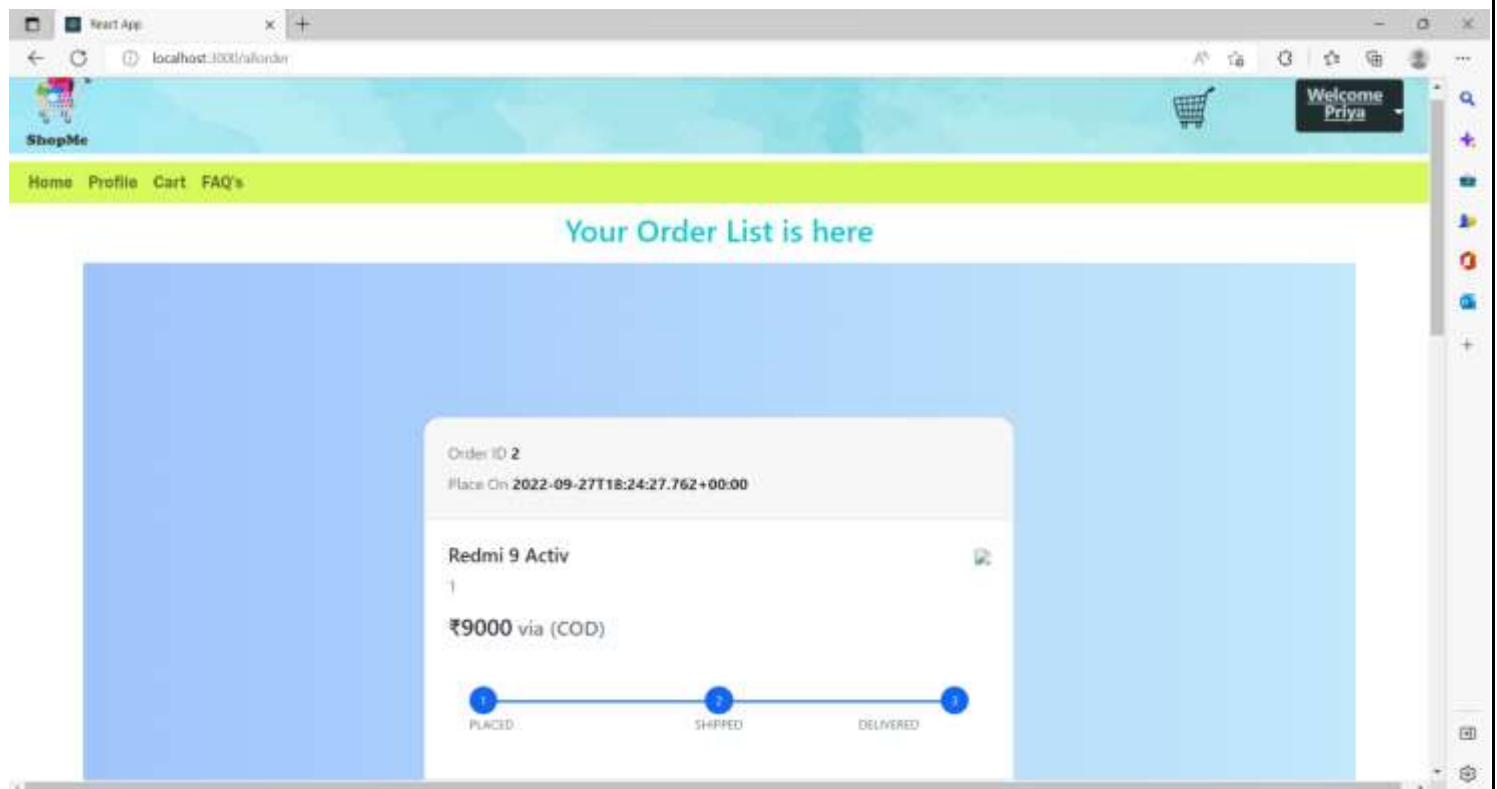 React App
localhost:3000/allorder
Welcome
Priya
ShopMe
Home Profile Cart FAQ's
Your Order List is here
Order ID 2
Place On 2022-09-27T18:24:27.762+00:00
Redmi 9 Activ
1
₹9000 via (COD)
1 2 3
PLACED SHIPPED DELIVERED